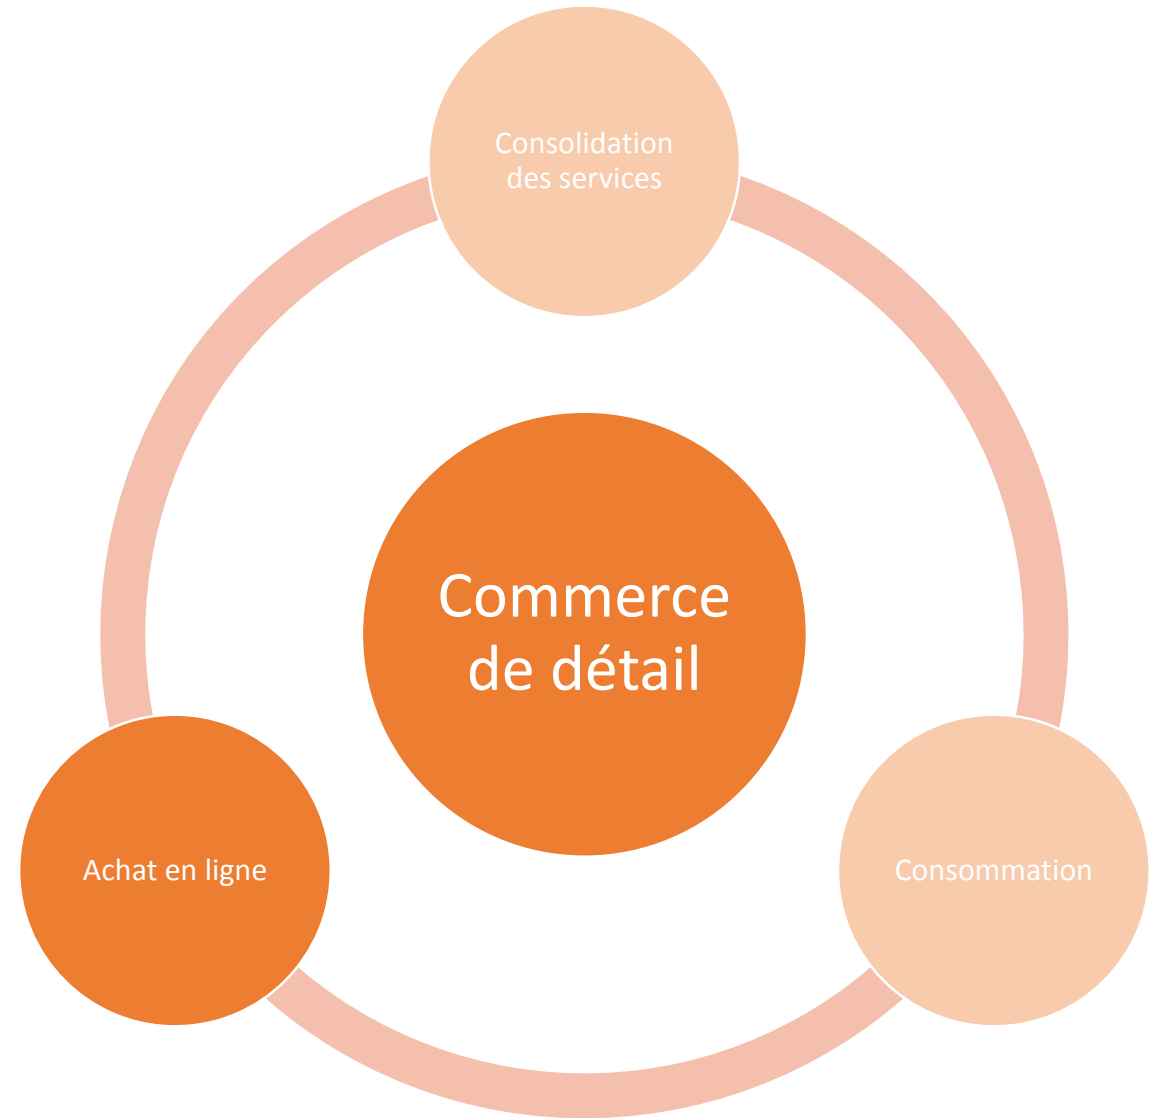 Consolidation
des services
Commerce
de détail
Achat en ligne
Consommation